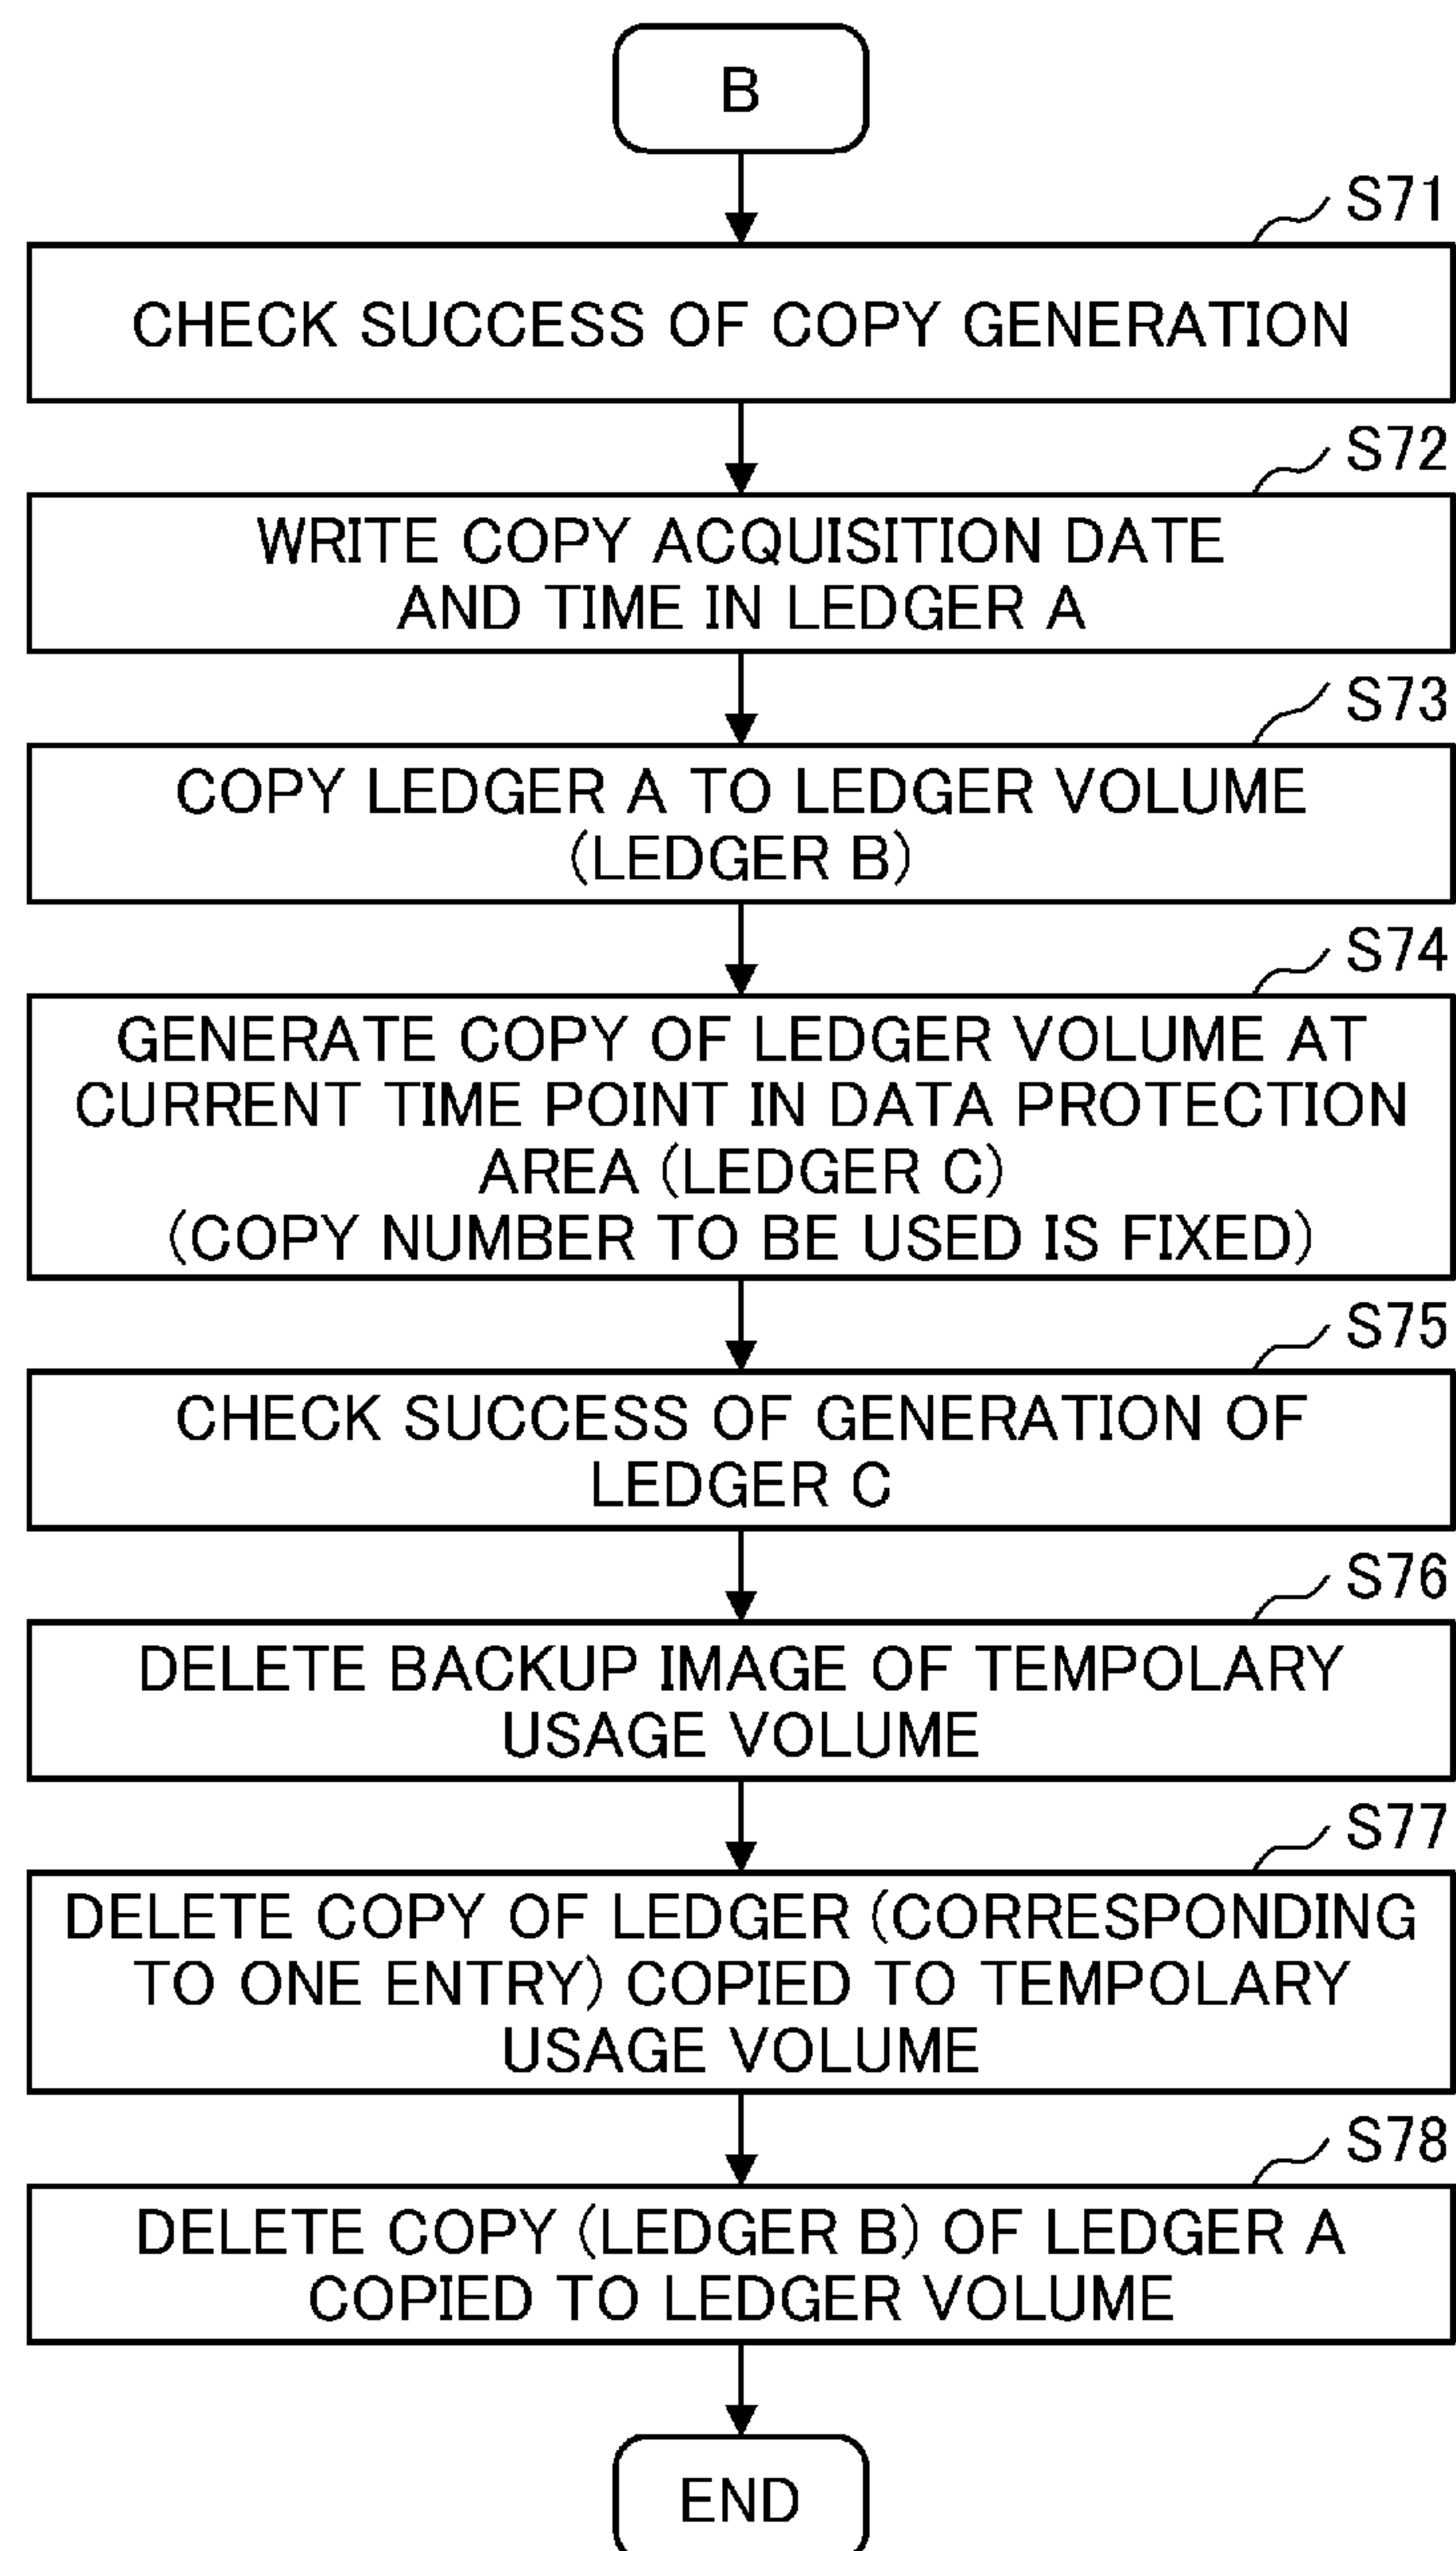 B
S71
CHECK SUCCESS OF COPY GENERATION
S72
WRITE COPY ACQUISITION DATE
AND TIME IN LEDGER A
S73
COPY LEDGER A TO LEDGER VOLUME
(LEDGER B)
S74
GENERATE COPY OF LEDGER VOLUME AT
CURRENT TIME POINT IN DATA PROTECTION
AREA (LEDGER C)
(COPY NUMBER TO BE USED IS FIXED)
S75
CHECK SUCCESS OF GENERATION OF
LEDGER C
S76
DELETE BACKUP IMAGE OF TEMPOLARY
USAGE VOLUME
S77
DELETE COPY OF LEDGER (CORRESPONDING
TO ONE ENTRY) COPIED TO TEMPOLARY
USAGE VOLUME
S78
DELETE COPY (LEDGER B) OF LEDGER A
COPIED TO LEDGER VOLUME
END